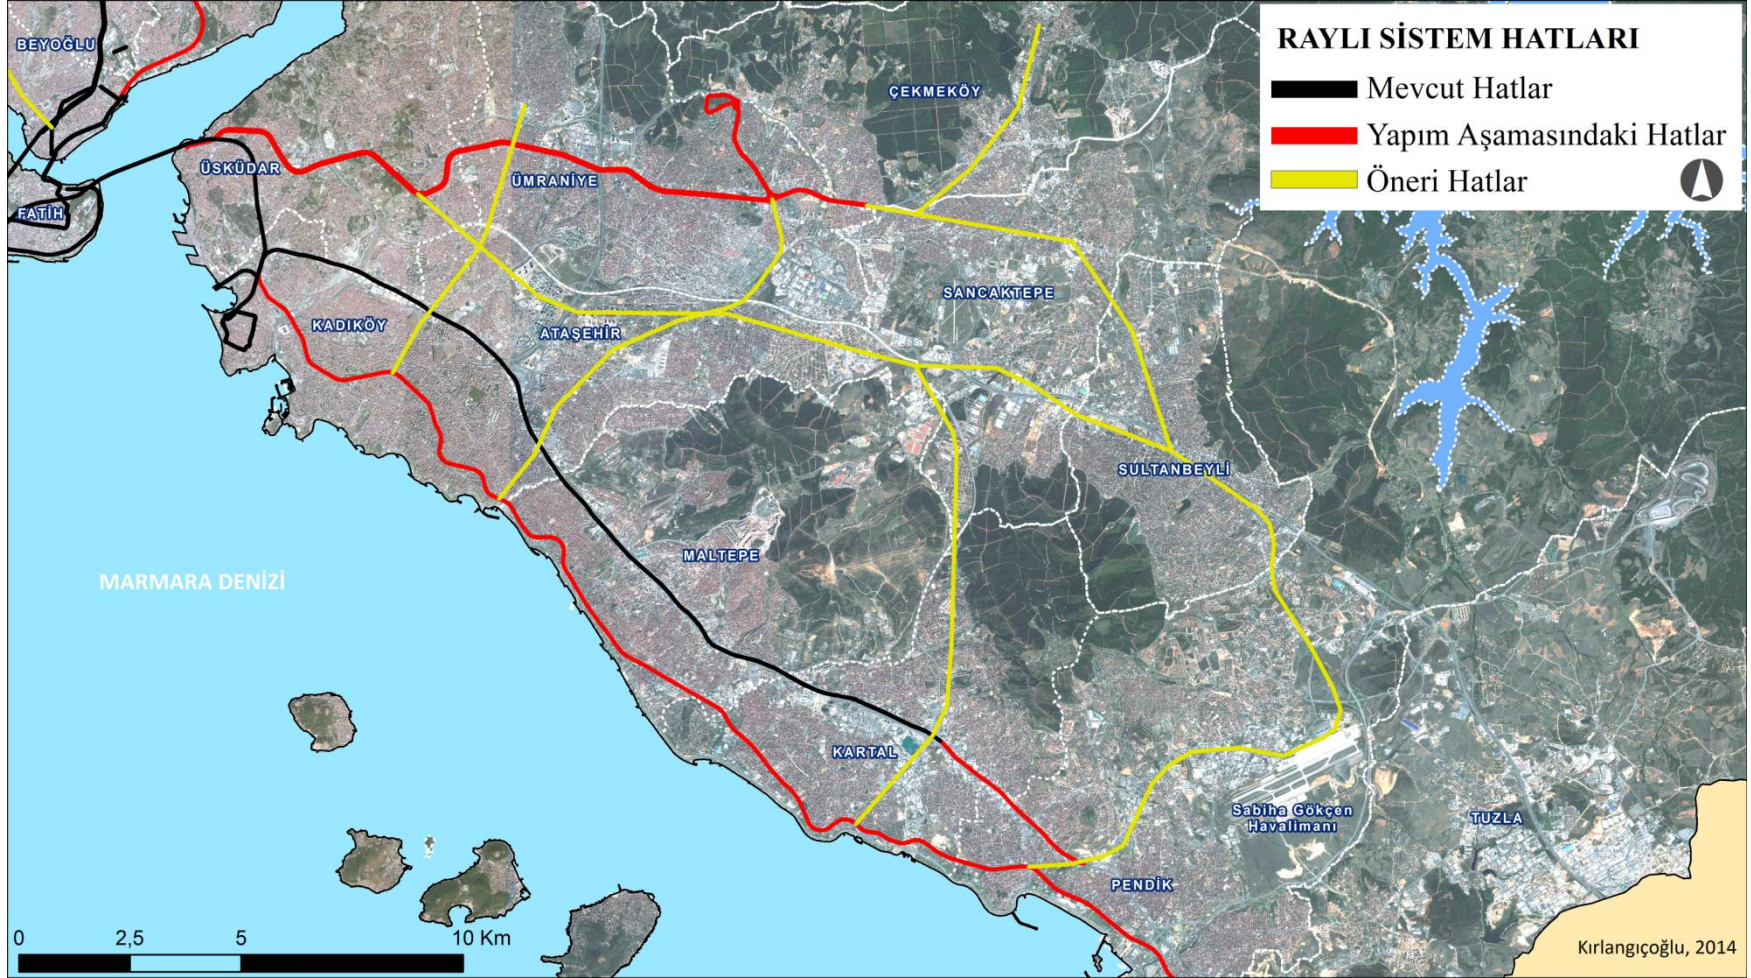 RAYLI SİSTEM HATLARI
Mevcut Hatlar
Yapım Aşamasındaki Hatlar
Öneri Hatlar
BEYOĞLU
ÇEKMEKÖY
ÜSKÜDAR
ÜMRANİYE
FATİH
SANCAKTEPE
KADIKÖY
ATAŞEHİR
SULTANBEYLİ
MALTEPE
MARMARA DENİZİ
KARTAL
Sabiha Gökçen
Havalimanı
TUZLA
PENDİK
0 2,5 5 10 Km
Kırlangıçoğlu, 2014